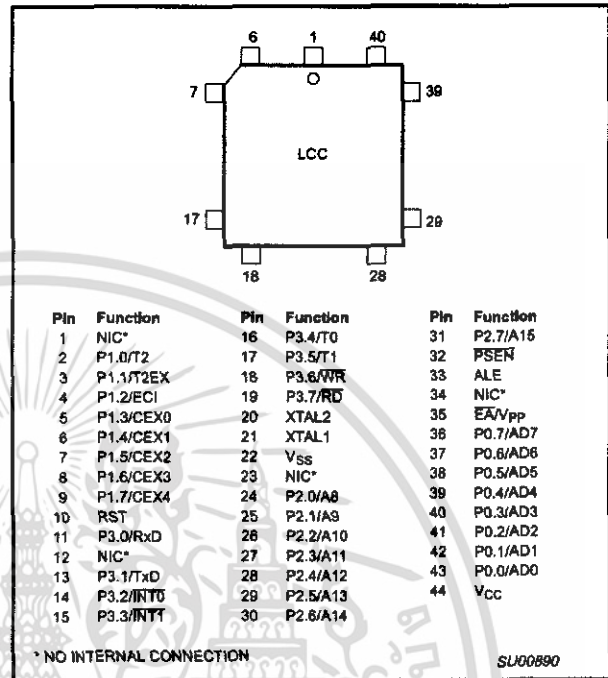 6 1 40
7 39
LCC
17 29
18 28
Pin Function Pin Function Pin Function
1 NIC* 16 P3.4/T0 31 P2.7/A15
2 P1.0/T2 17 P3.5/T1 32 PSEN
3 P1.1/T2EX 18 P3.6/WR 33 ALE
4 P1.2/ECI 19 P3.7/RD 34 NIC*
5 P1.3/CEX0 20 XTAL2 35 EA/VPP
6 P1.4/CEX1 21 XTAL1 36 P0.7/AD7
7 P1.5/CEX2 22 VSS 37 P0.6/AD6
8 P1.6/CEX3 23 NIC* 38 P0.5/AD5
9 P1.7/CEX4 24 P2.0/A8 39 P0.4/AD4
10 RST 25 P2.1/A9 40 P0.3/AD3
11 P3.0/RxD 26 P2.2/A10 41 P0.2/AD2
12 NIC* 27 P2.3/A11 42 P0.1/AD1
13 P3.1/TxD 28 P2.4/A12 43 P0.0/AD0
14 P3.2/INT0 29 P2.5/A13 44 VCC
15 P3.3/INT1 30 P2.6/A14
* NO INTERNAL CONNECTION
SU00890